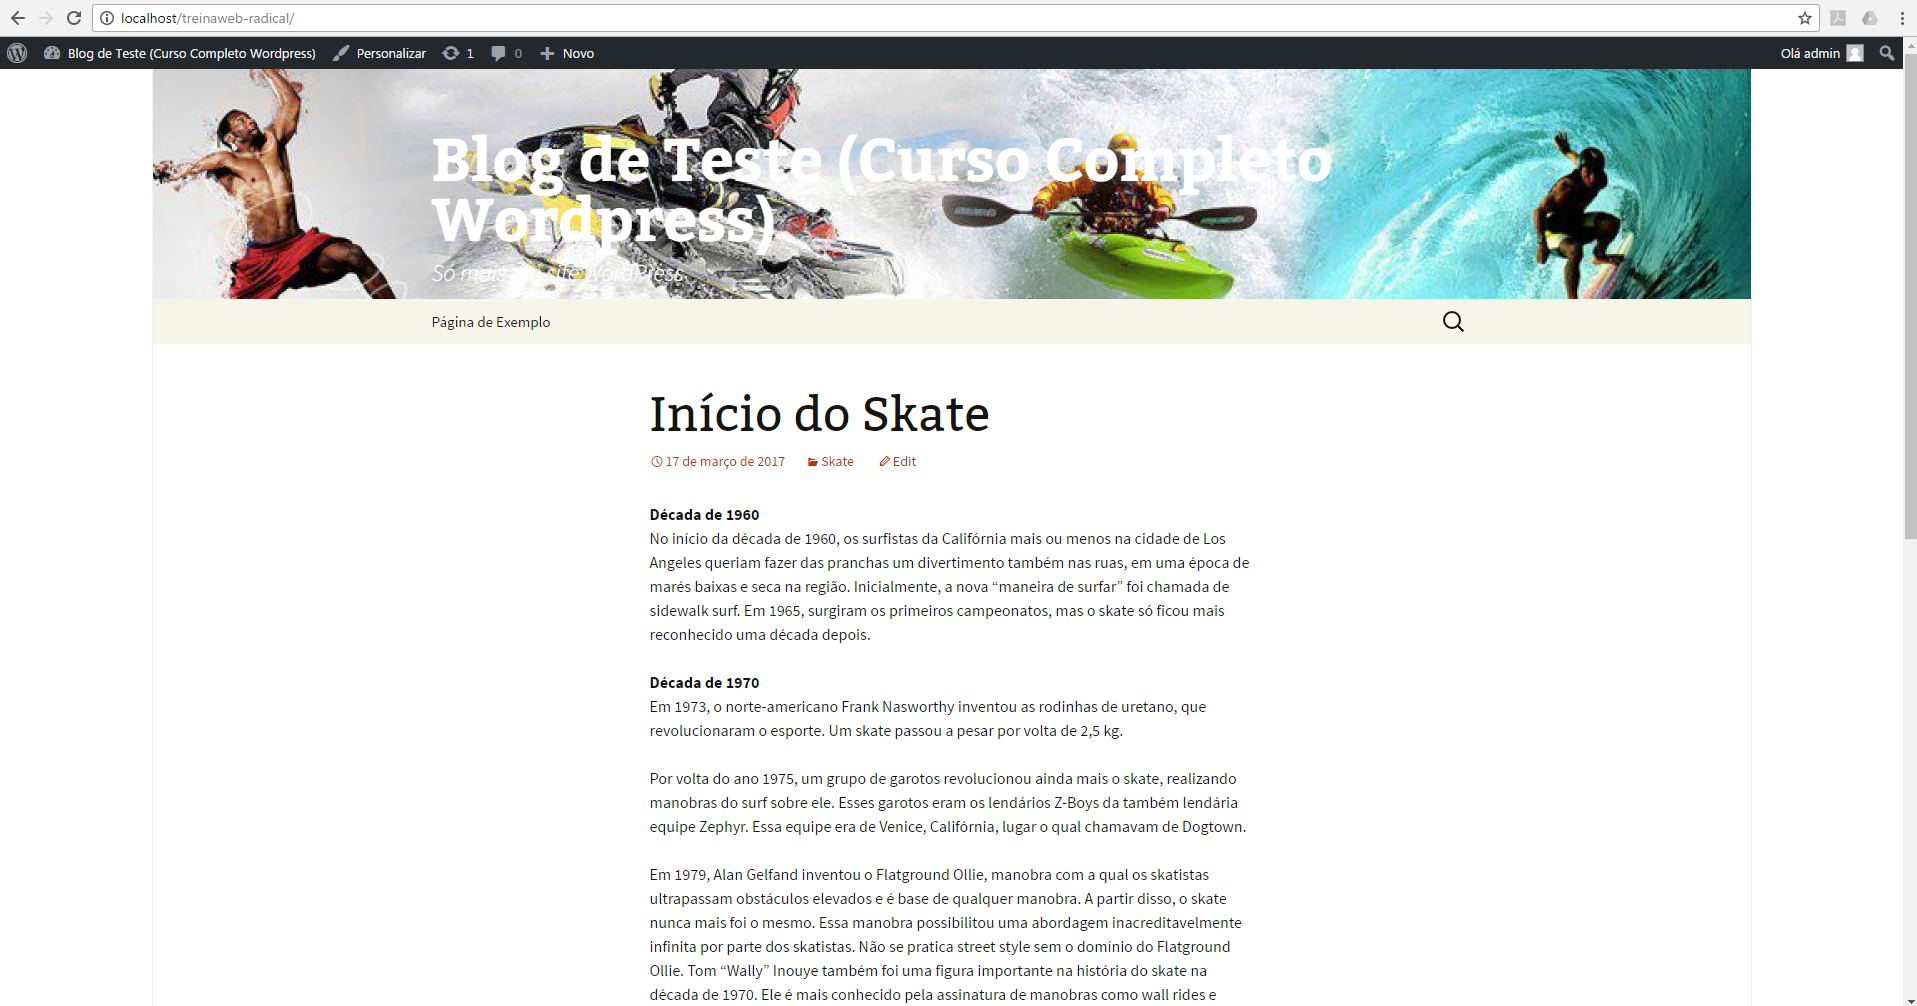 localhost/treinaweb-radical/
Blog de Teste (Curso Completo Wordpress) Personalizar 1 0 Novo Olá admin
Blog de Teste (Curso Completo
Wordpress)
Só mais um site WordPress.
Página de Exemplo
Início do Skate
17 de março de 2017 Skate Edit
Década de 1960
No início da década de 1960, os surfistas da Califórnia mais ou menos na cidade de Los
Angeles queriam fazer das pranchas um divertimento também nas ruas, em uma época de
marés baixas e seca na região. Inicialmente, a nova “maneira de surfar” foi chamada de
sidewalk surf. Em 1965, surgiram os primeiros campeonatos, mas o skate só ficou mais
reconhecido uma década depois.
Década de 1970
Em 1973, o norte-americano Frank Nasworthy inventou as rodinhas de uretano, que
revolucionaram o esporte. Um skate passou a pesar por volta de 2,5 kg.
Por volta do ano 1975, um grupo de garotos revolucionou ainda mais o skate, realizando
manobras do surf sobre ele. Esses garotos eram os lendários Z-Boys da também lendária
equipe Zephyr. Essa equipe era de Venice, Califórnia, lugar o qual chamavam de Dogtown.
Em 1979, Alan Gelfand inventou o Flatground Ollie, manobra com a qual os skatistas
ultrapassam obstáculos elevados e é base de qualquer manobra. A partir disso, o skate
nunca mais foi o mesmo. Essa manobra possibilitou uma abordagem inacreditavelmente
infinita por parte dos skatistas. Não se pratica street style sem o domínio do Flatground
Ollie. Tom “Wally” Inouye também foi uma figura importante na história do skate na
década de 1970. Ele é mais conhecido pela assinatura de manobras como wall rides e